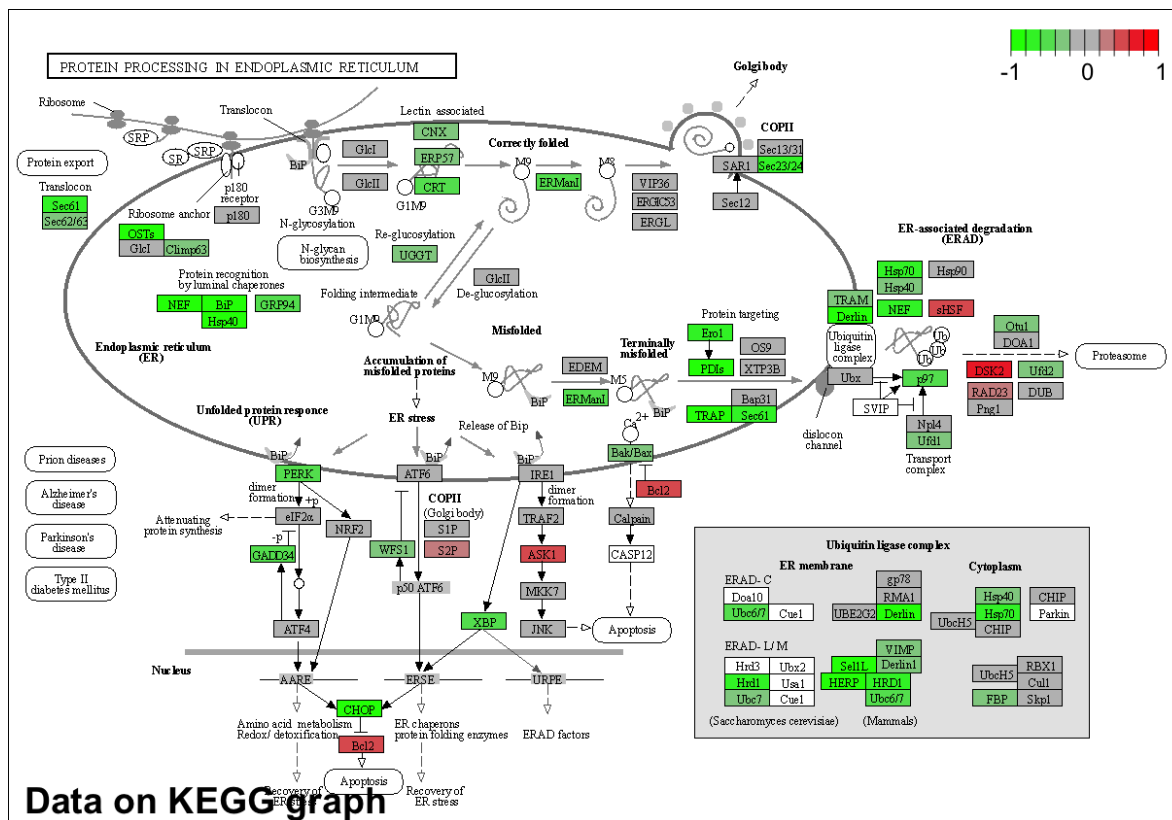 -1 0 1
PROTEIN PROCESSING IN ENDOPLASMIC RETICULUM
Golgi body
Ribosome
Translocon
Lectin associated
CNX
COPII
SRP
SR
SRP
GlcI
ERP57
Correctly folded
Sec13/31
Protein export
BiP
M9
M8
SAR1
Sec23/24
GlcII
CRT
ERManI
VIP36
Translocon
p180
receptor
G3M9
G1M9
ERGIC53
Sec12
Sec61
Ribosome anchor
p180
N-glycosylation
ERGL
Sec62/63
OSTs
Re-glucosylation
ER-associated degradation
(ERAD)
GlcI
Climp63
N-glycan
biosynthesis
UGGT
Protein recognition
by luminal chaperones
GlcII
De-glucosylation
Hsp70
Hsp90
Hsp40
NEF
BiP
GRP94
Folding intermediate
TRAM
NEF
sHSF
Hsp40
G1M9
Misfolded
Protein targeting
Derlin
Otu1
Ero1
Ubiquitin
ligase
complex
Ub
Ub
DOA1
Endoplasmic reticulum
(ER)
Accumulation of
misfolded proteins
Terminally
misfolded
OS9
Proteasome
EDEM
PDIs
XTP3B
DSK2
Ufd2
M9
M5
Ubx
p97
ERManI
Bap31
RAD23
DUB
BiP
BiP
TRAP
Sec61
SVIP
Png1
Unfolded protein responce
(UPR)
ER stress
Release of Bip
Ca
2+
Npl4
dislocon
channel
Ufd1
BiP
BiP
BiP
Bak/Bax
Transport
complex
Prion diseases
PERK
ATF6
IRE1
Alzheimer's
disease
dimer
formation
+p
COPII
(Golgi body)
dimer
formation
Bcl2
Attenuating
protein synthesis
eIF2α
NRF2
S1P
TRAF2
Calpain
Parkinson's
disease
-p
GADD34
WFS1
S2P
ASK1
CASP12
Type II
diabetes mellitus
p50 ATF6
MKK7
XBP
ATF4
JNK
Apoptosis
Nucleus
AARE
ERSE
URPE
CHOP
Amino acid metabolism
Redox/ detoxification
ER chaperons
protein folding enzymes
ERAD factors
Bcl2
Apoptosis
Recovery of
ER stress
Recovery of
ER stress
Ubiquitin ligase complex
ER membrane
Cytoplasm
ERAD- C
gp78
Doa10
RMA1
Hsp40
CHIP
Ubc6/7
Cue1
UBE2G2
Derlin
Hsp70
Parkin
UbcH5
CHIP
ERAD- L/ M
VIMP
Hrd3
Ubx2
Sel1L
Derlin1
RBX1
Hrd1
Usa1
HERP
HRD1
UbcH5
Cul1
Ubc7
Cue1
Ubc6/7
FBP
Skp1
(Saccharomyces cerevisiae)
(Mammals)
Data on KEGG graph